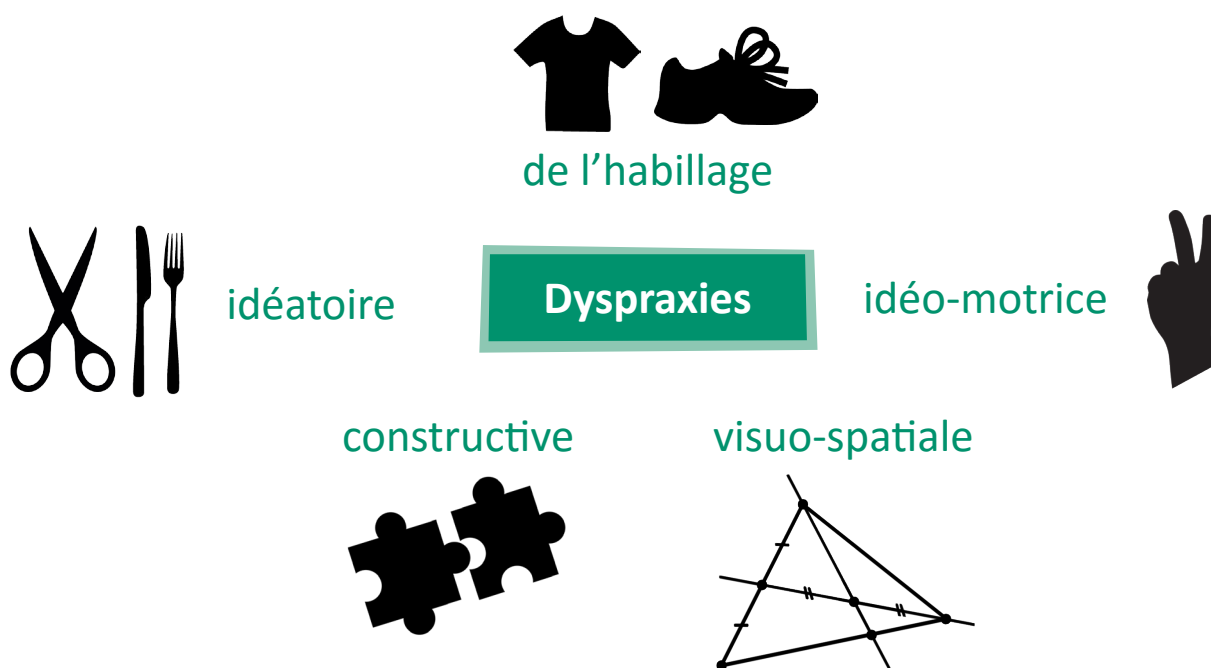 de l’habillage
idéatoire
Dyspraxies
idéo-motrice
constructive
visuo-spatiale